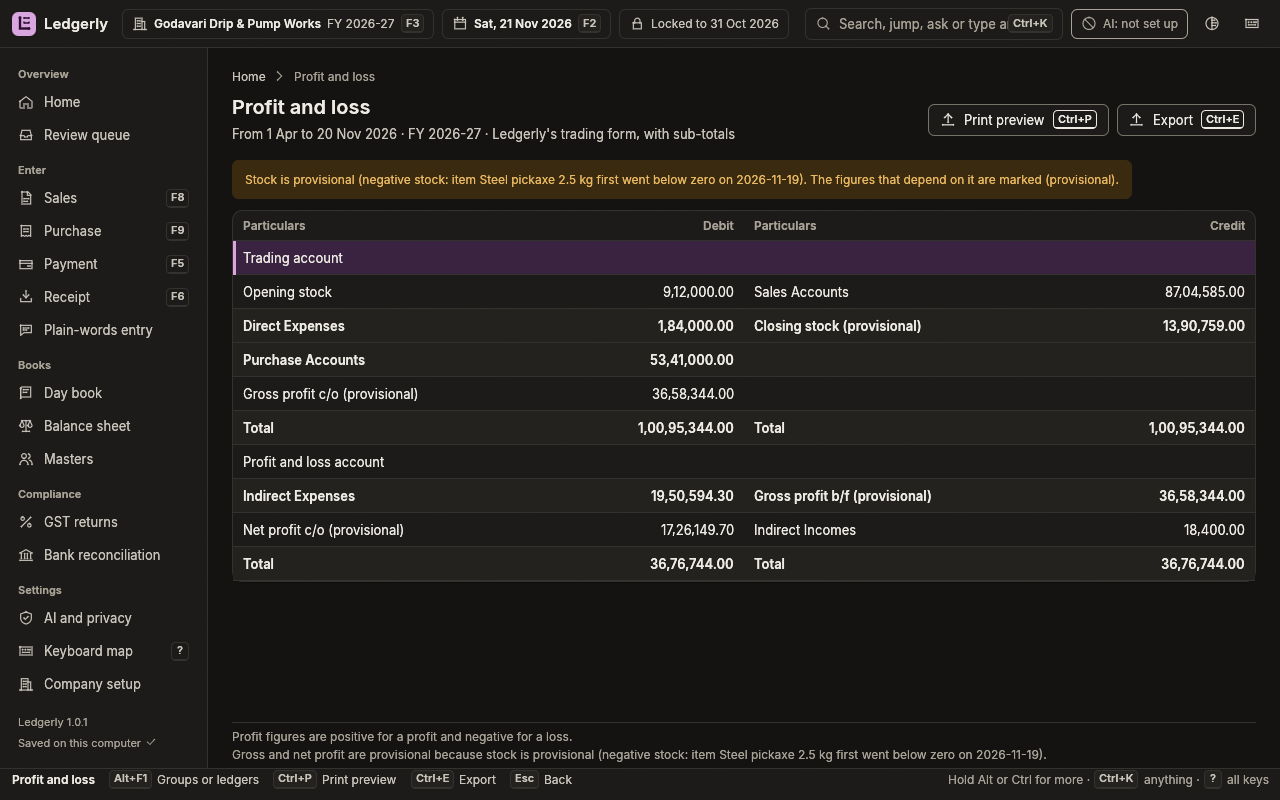 Ledgerly
Godavari Drip & Pump Works FY 2026-27 F3
Sat, 21 Nov 2026 F2
Locked to 31 Oct 2026
Search, jump, ask or type a Ctrl+K
AI: not set up
Overview
Home
Review queue
Enter
Sales F8
Purchase F9
Payment F5
Receipt F6
Plain-words entry
Books
Day book
Balance sheet
Masters
Compliance
GST returns
Bank reconciliation
Settings
AI and privacy
Keyboard map ?
Company setup
Ledgerly 1.0.1
Saved on this computer
Home > Profit and loss
Profit and loss
From 1 Apr to 20 Nov 2026 · FY 2026-27 · Ledgerly's trading form, with sub-totals
Print preview Ctrl+P
Export Ctrl+E
Stock is provisional (negative stock: item Steel pickaxe 2.5 kg first went below zero on 2026-11-19). The figures that depend on it are marked (provisional).
Particulars Debit Particulars Credit
Trading account
Opening stock 9,12,000.00 Sales Accounts 87,04,585.00
Direct Expenses 1,84,000.00 Closing stock (provisional) 13,90,759.00
Purchase Accounts 53,41,000.00
Gross profit c/o (provisional) 36,58,344.00
Total 1,00,95,344.00 Total 1,00,95,344.00
Profit and loss account
Indirect Expenses 19,50,594.30 Gross profit b/f (provisional) 36,58,344.00
Net profit c/o (provisional) 17,26,149.70 Indirect Incomes 18,400.00
Total 36,76,744.00 Total 36,76,744.00
Profit figures are positive for a profit and negative for a loss.
Gross and net profit are provisional because stock is provisional (negative stock: item Steel pickaxe 2.5 kg first went below zero on 2026-11-19).
Profit and loss Alt+F1 Groups or ledgers Ctrl+P Print preview Ctrl+E Export Esc Back
Hold Alt or Ctrl for more · Ctrl+K anything · ? all keys